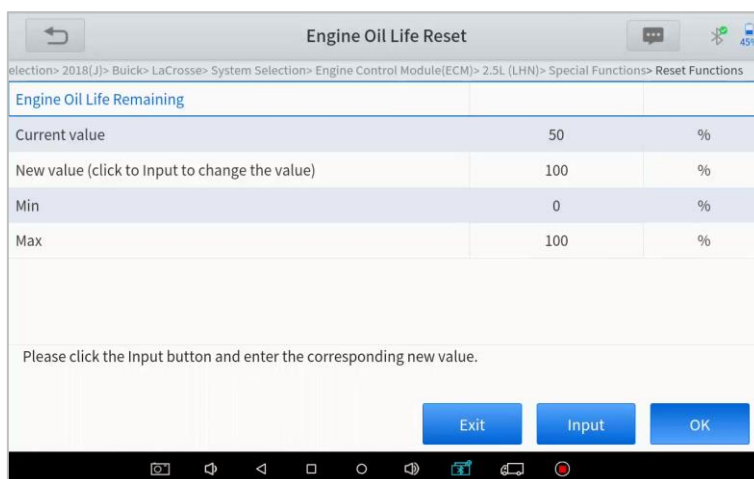 Engine Oil Life Reset
45%
election> 2018(J)> Buick> LaCrosse> System Selection> Engine Control Module(ECM)> 2.5L (LHN)> Special Functions> Reset Functions
Engine Oil Life Remaining
Current value 50 %
New value (click to Input to change the value) 100 %
Min 0 %
Max 100 %
Please click the Input button and enter the corresponding new value.
Exit Input OK